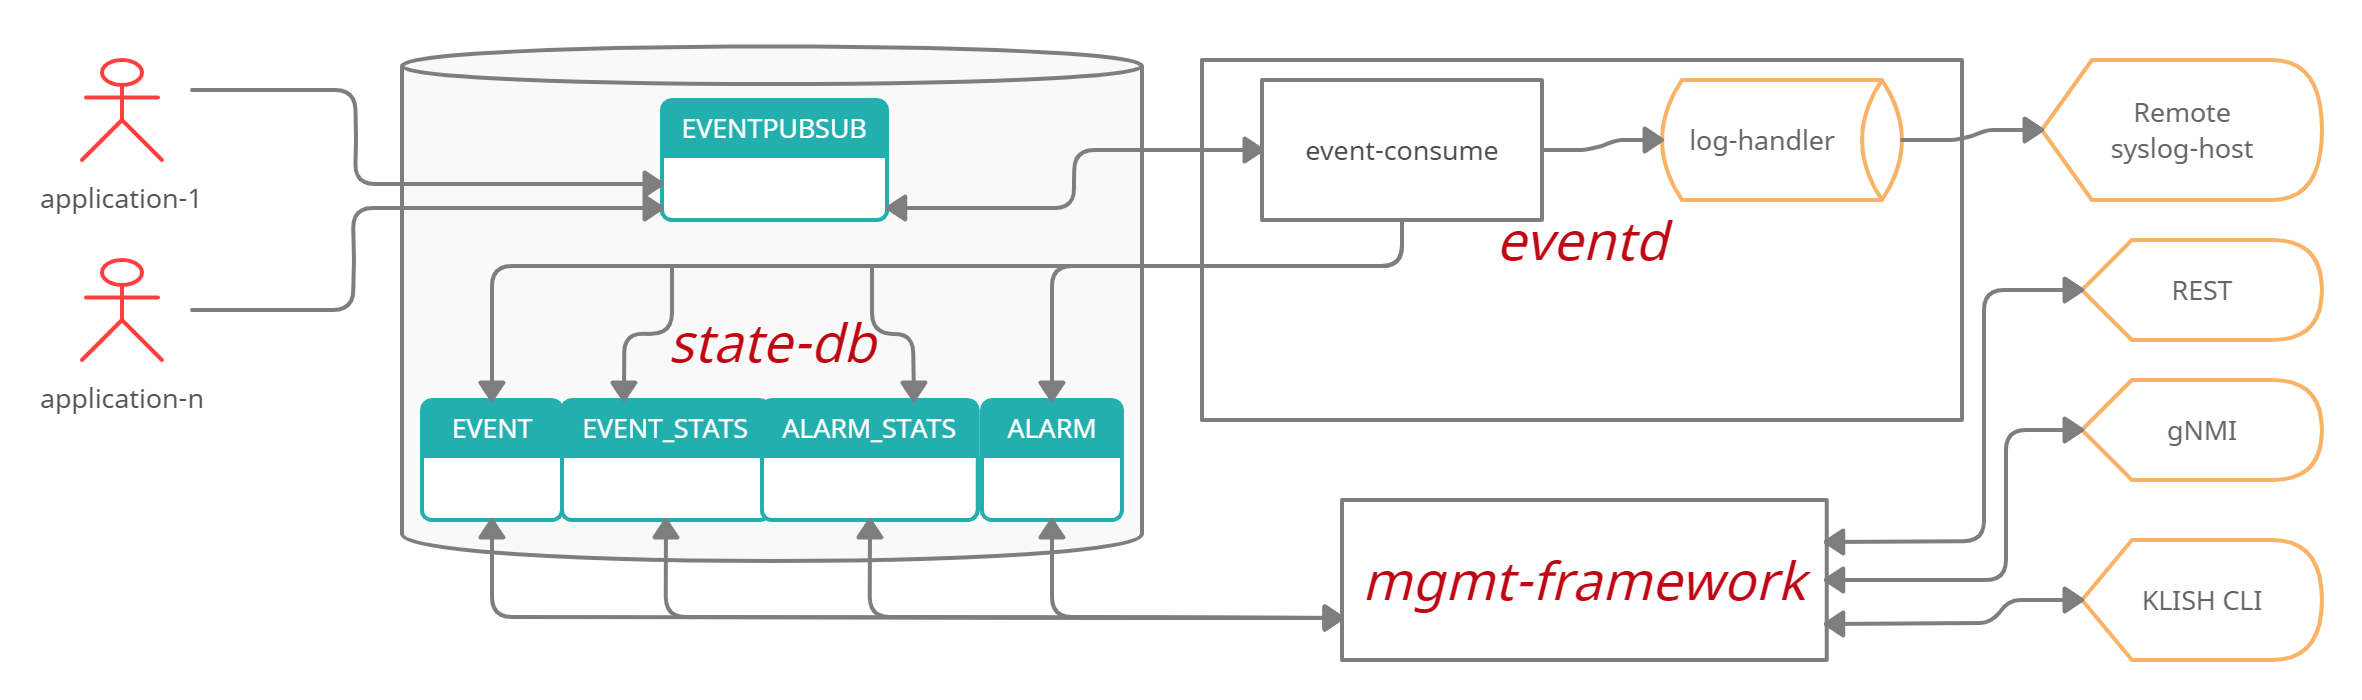 application-1
application-n
EVENTPUBSUB
state-db
EVENT
EVENT_STATS
ALARM_STATS
ALARM
event-consume
log-handler
eventd
mgmt-framework
Remote
syslog-host
REST
gNMI
KLISH CLI